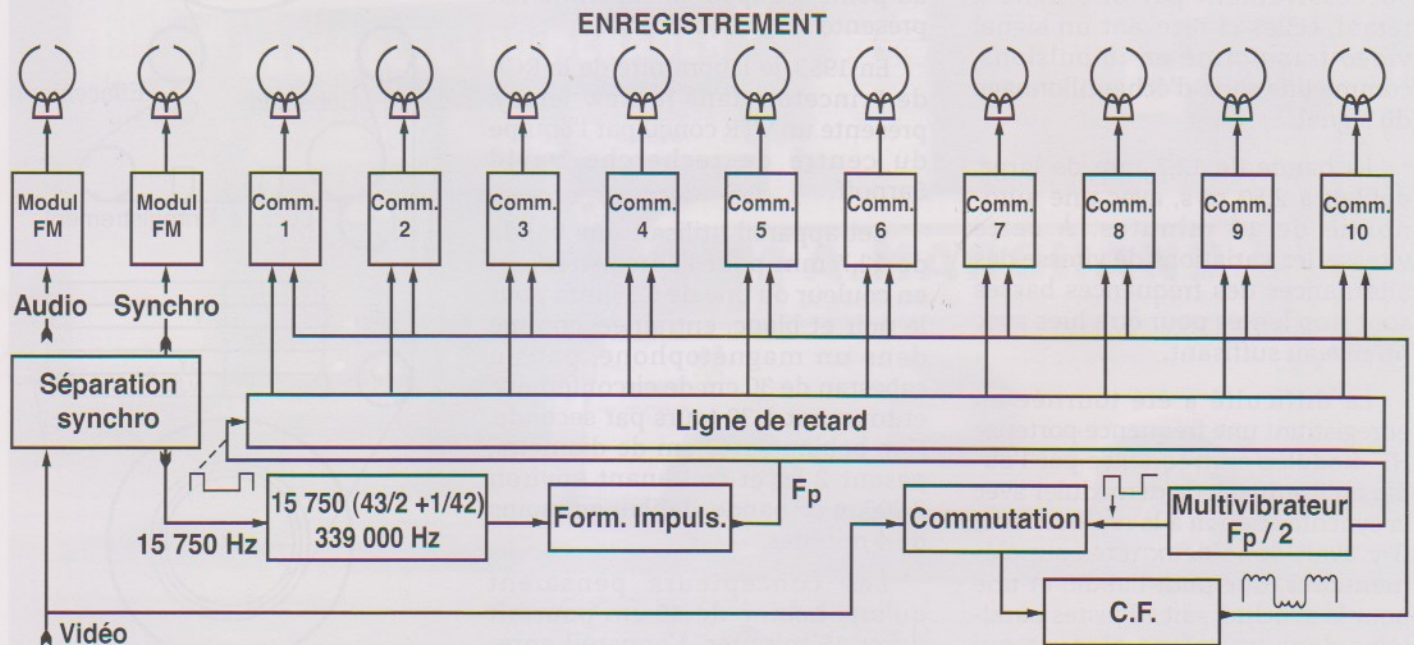 ENREGISTREMENT
Modul FM
Modul FM
Comm. 1
Comm. 2
Comm. 3
Comm. 4
Comm. 5
Comm. 6
Comm. 7
Comm. 8
Comm. 9
Comm. 10
Audio
Synchro
Séparation
synchro
Ligne de retard
15 750 Hz
15 750 (43/2 +1/42)
339 000 Hz
Form. Impuls.
Fp
Commutation
Multivibrateur
Fp / 2
C.F.
Vidéo